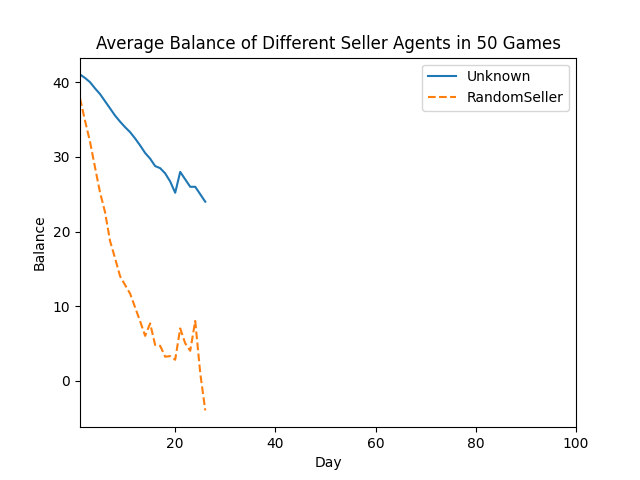 Average Balance of Different Seller Agents in 50 Games
Unknown
RandomSeller
40
30
20
10
0
Balance
20
40
60
80
100
Day